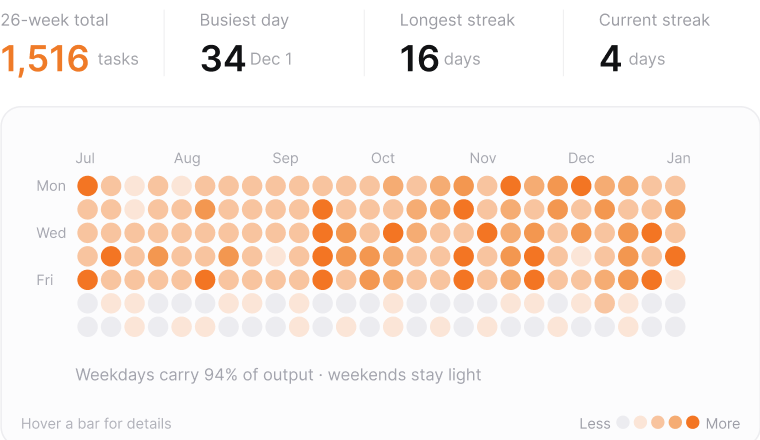 26-week total Busiest day Longest streak Current streak
1,516 tasks 34 Dec 1 16 days 4 days
Jul Aug Sep Oct Nov Dec Jan
Mon
Wed
Fri
Weekdays carry 94% of output · weekends stay light
Hover a bar for details Less More